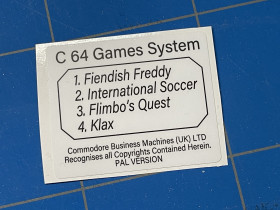 C 64 Games System
1. Fiendish Freddy
2. International Soccer
3. Flimbo's Quest
4. Klax
Commodore Business Machines (UK) LTD
Recognises all Copyrights Contained Herein.
PAL VERSION